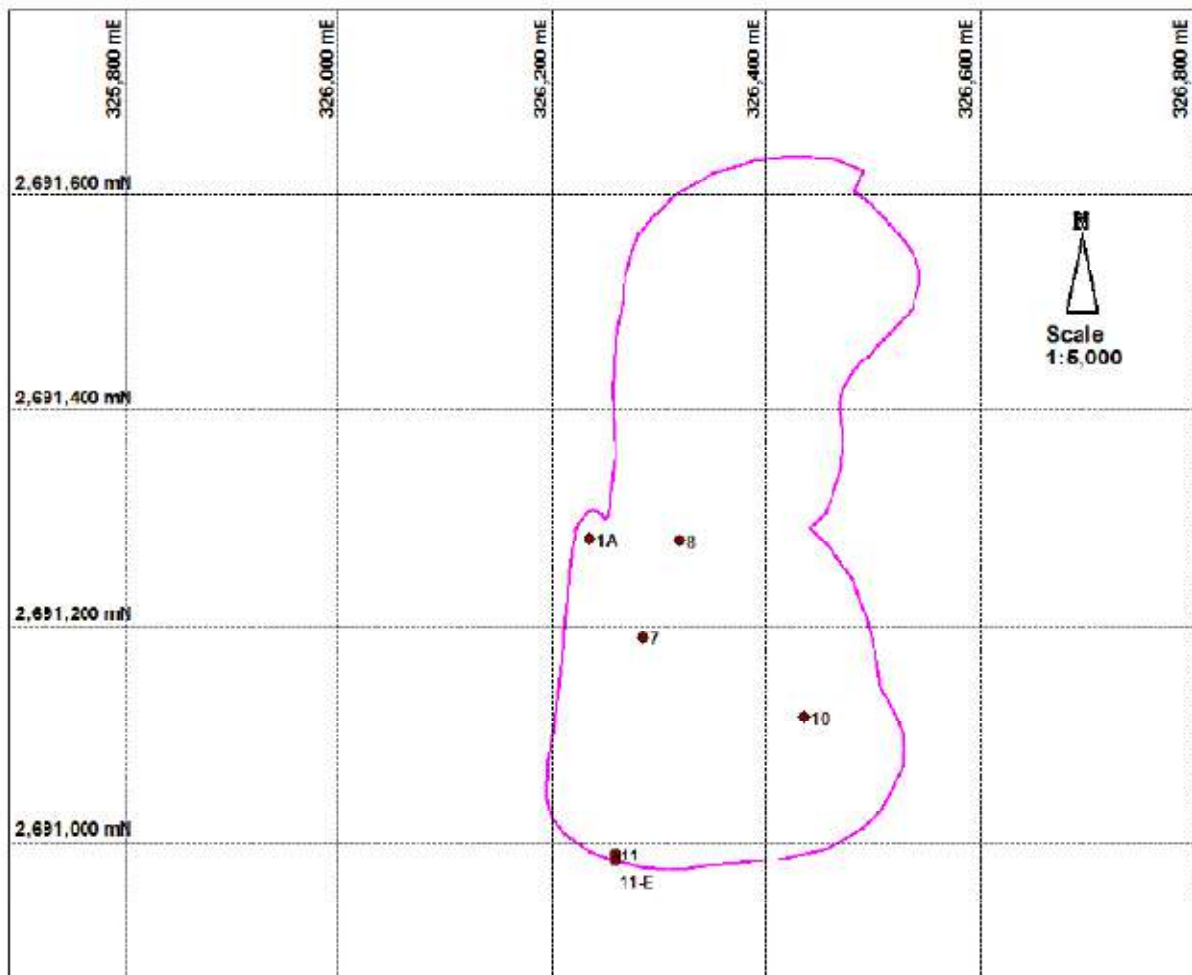 325,800 mE
326,000 mE
326,200 mE
326,400 mE
326,600 mE
326,800 mE
2,691,600 mN
N
Scale
1:5,000
2,691,400 mN
1A
8
2,691,200 mN
7
10
2,691,000 mN
11
11-E